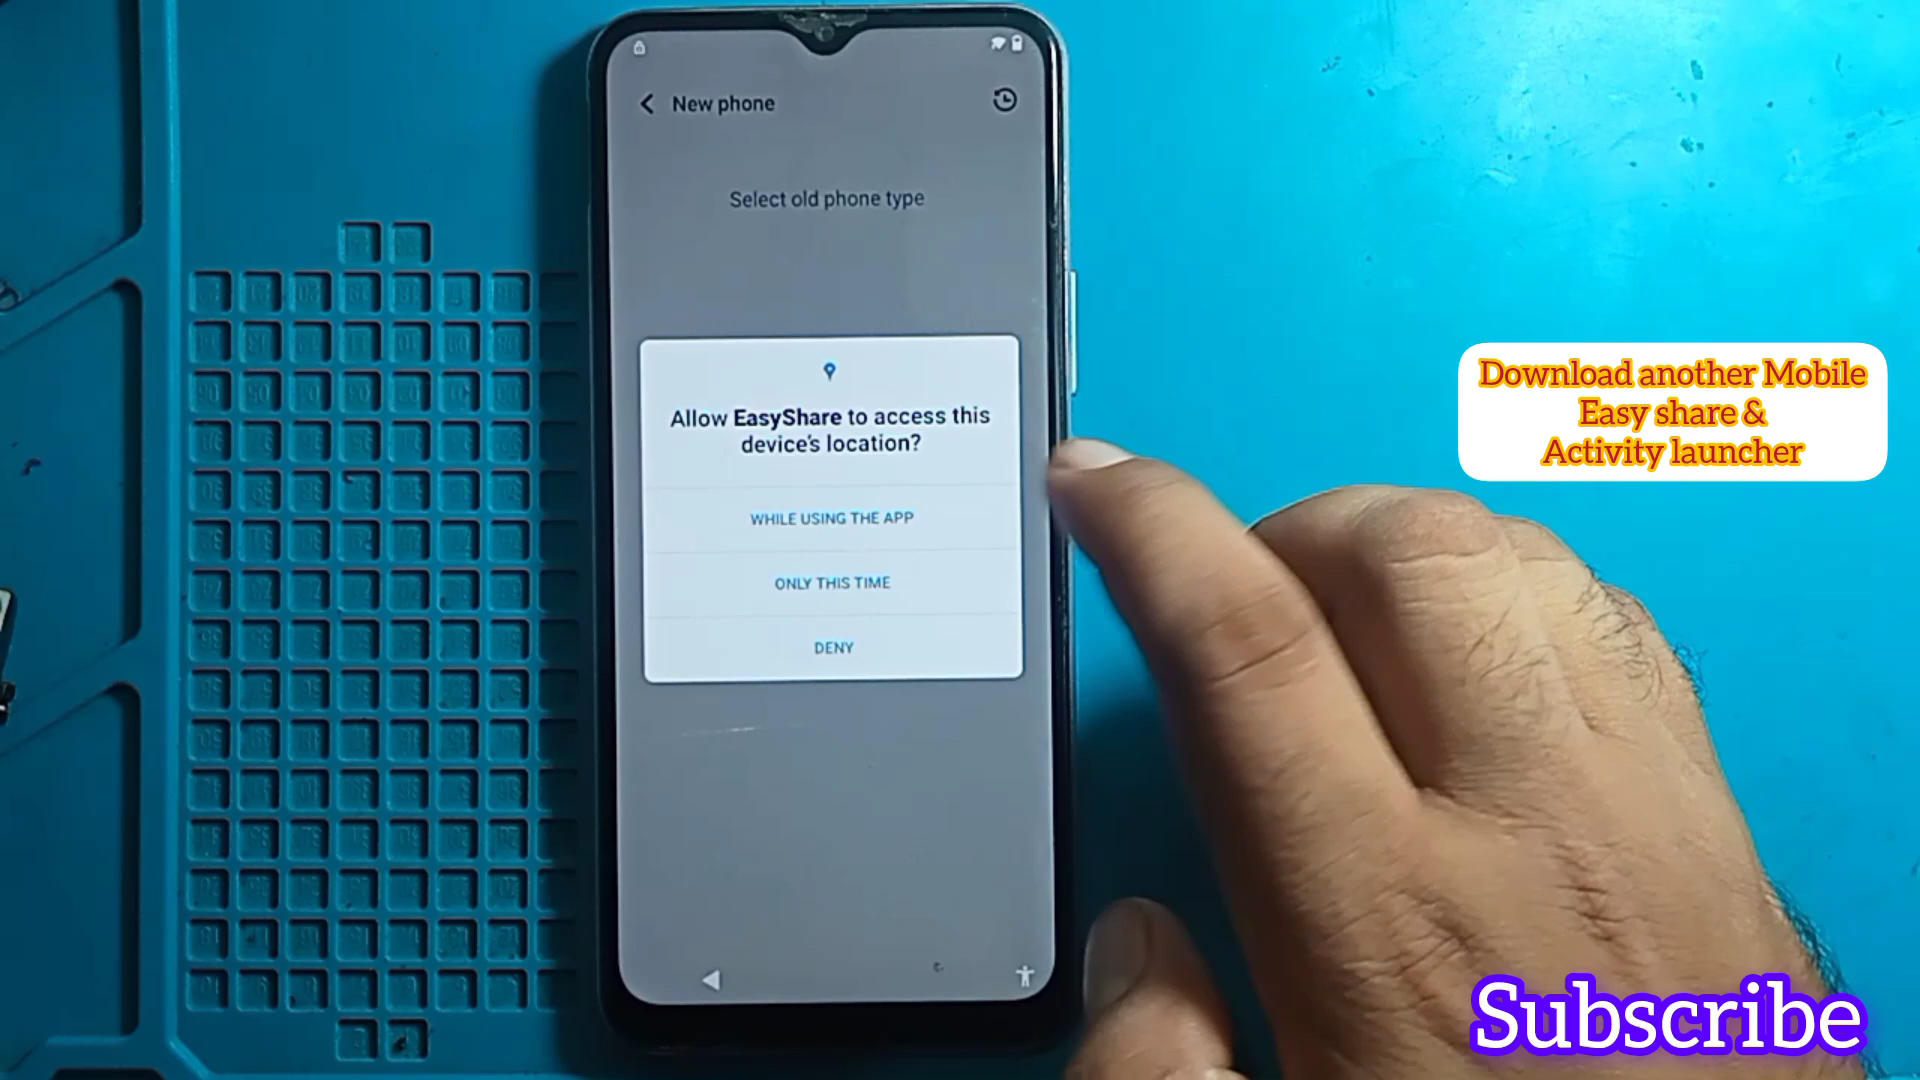 New phone
Select old phone type
Allow EasyShare to access this
device's location?
WHILE USING THE APP
ONLY THIS TIME
DENY
Download another Mobile
Easy share &
Activity launcher
Subscribe